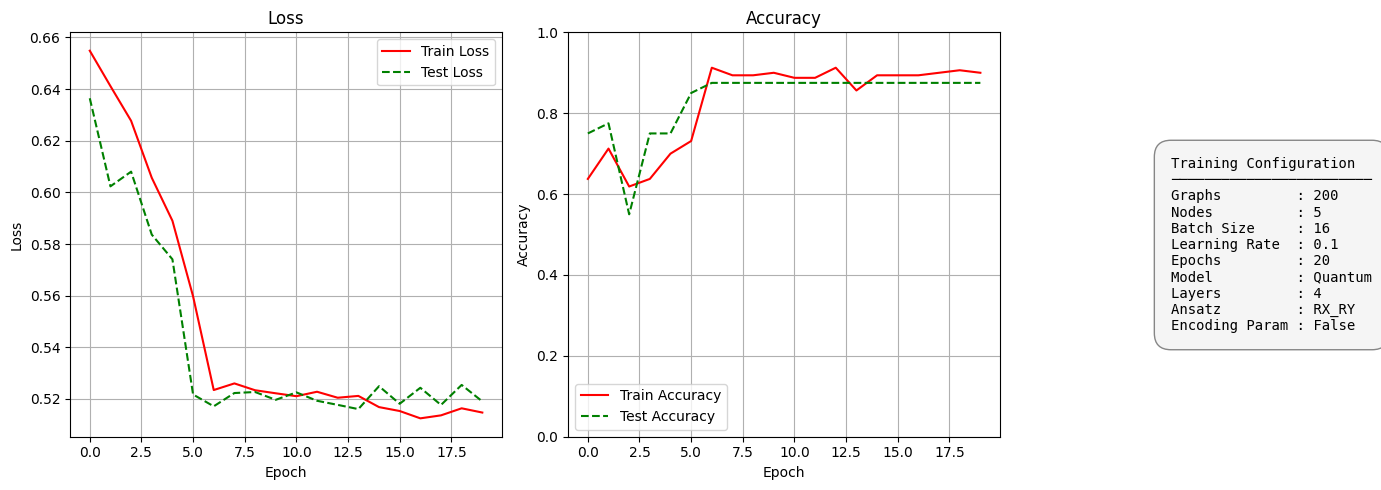 Loss
0.66
0.64
0.62
0.60
0.58
0.56
0.54
0.52
Loss
0.0 2.5 5.0 7.5 10.0 12.5 15.0 17.5
Epoch
Train Loss
Test Loss
Accuracy
1.0
0.8
0.6
0.4
0.2
0.0
Accuracy
0.0 2.5 5.0 7.5 10.0 12.5 15.0 17.5
Epoch
Train Accuracy
Test Accuracy
Training Configuration
Graphs : 200
Nodes : 5
Batch Size : 16
Learning Rate : 0.1
Epochs : 20
Model : Quantum
Layers : 4
Ansatz : RX_RY
Encoding Param : False